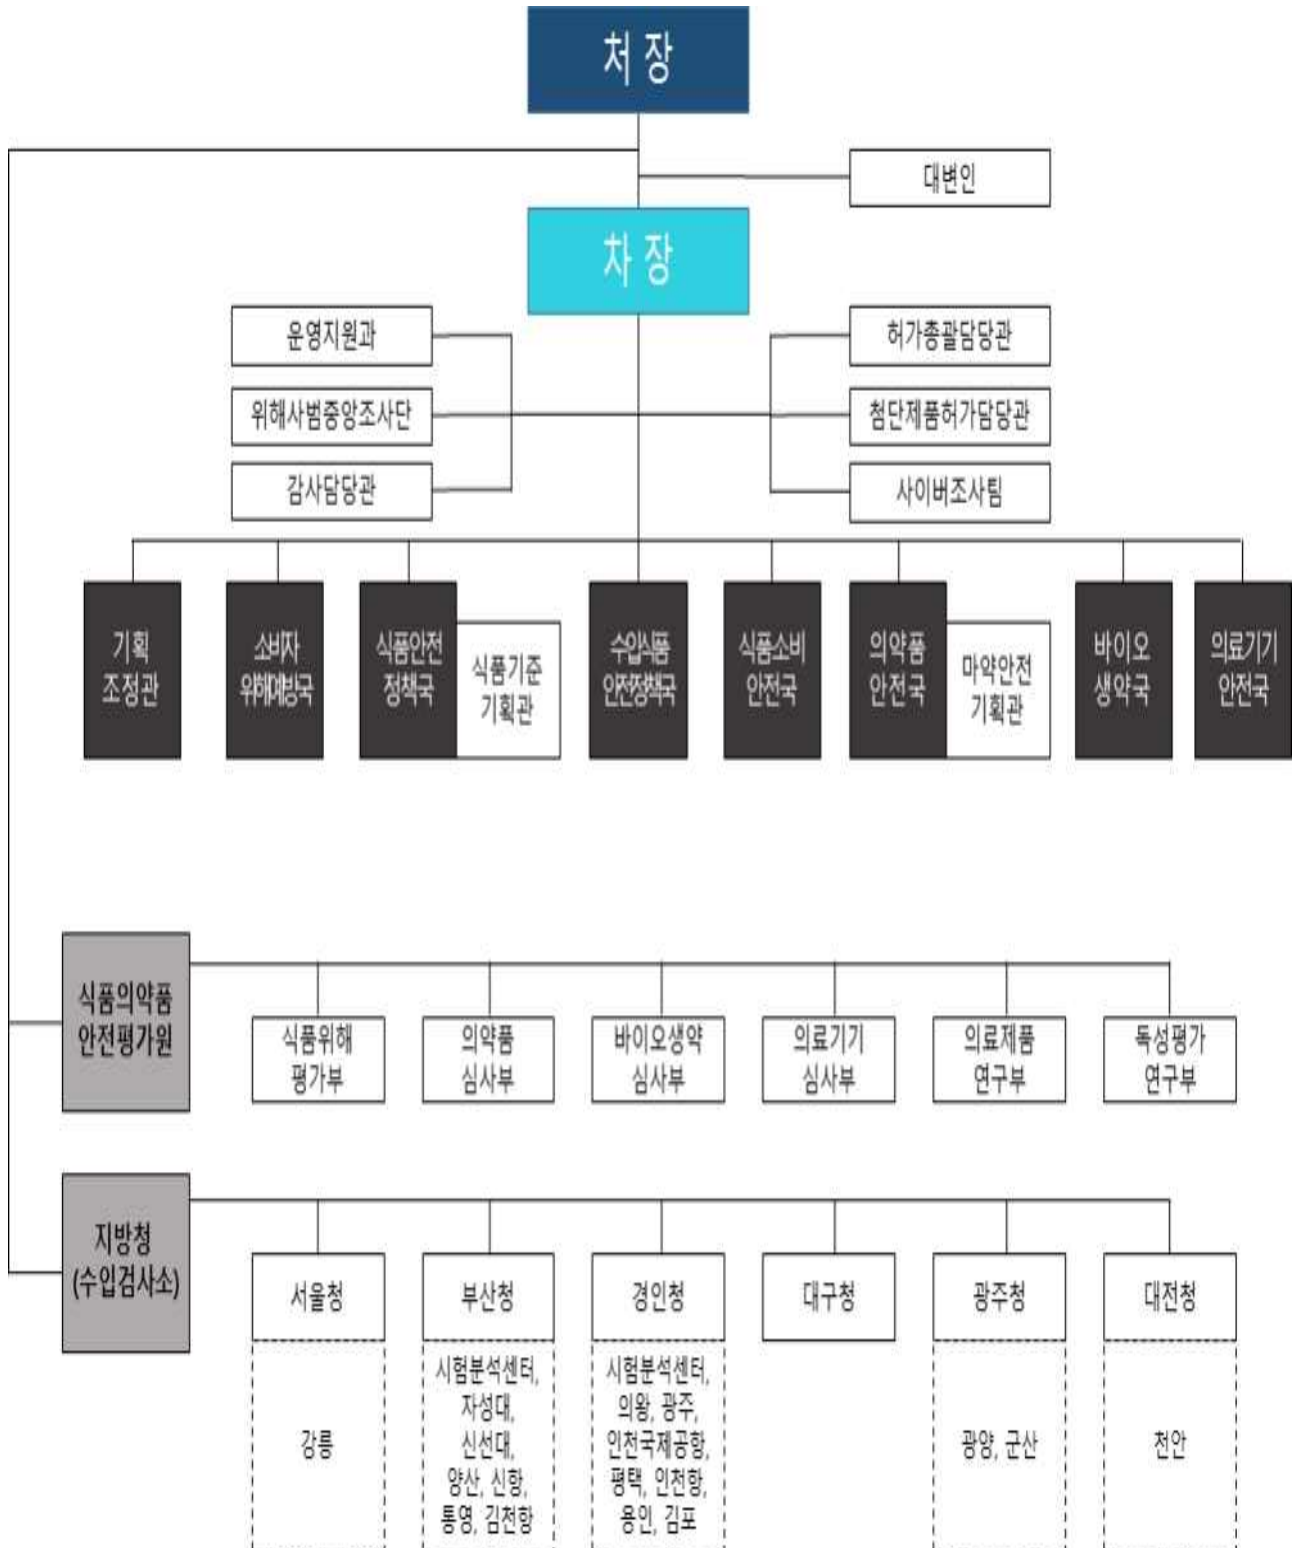 처 장
대변인
차 장
운영지원과
허가총괄담당관
위해사범중앙조사단
첨단제품허가담당관
감사담당관
사이버조사팀
기획
조정관
소비자
위해예방국
식품안전
정책국
식품기준
기획관
수입식품
안전정책국
식품소비
안전국
의약품
안전국
마약안전
기획관
바이오
생약국
의료기기
안전국
식품의약품
안전평가원
식품위해
평가부
의약품
심사부
바이오생약
심사부
의료기기
심사부
의료제품
연구부
독성평가
연구부
지방청
(수입검사소)
서울청
부산청
경인청
대구청
광주청
대전청
강릉
시험분석센터,
자성대,
신선대,
양산, 신항,
통영, 김천항
시험분석센터,
의왕, 광주,
인천국제공항,
평택, 인천항,
용인, 김포
광양, 군산
천안